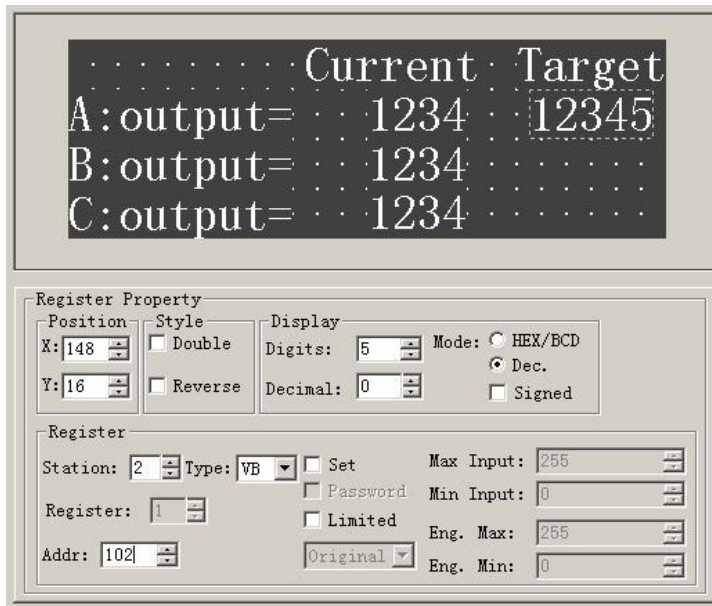 Current Target
A:output= 1234 12345
B:output= 1234
C:output= 1234
Register Property
Position Style Display
X: 148 Double Digits: 5 Mode: HEX/BCD
Dec.
Y: 16 Reverse Decimal: 0 Signed
Register
Station: 2 Type: VB Set Max Input: 255
Password Min Input: 0
Register: 1
Limited
Eng. Max: 255
Addr: 102 Original Eng. Min: 0